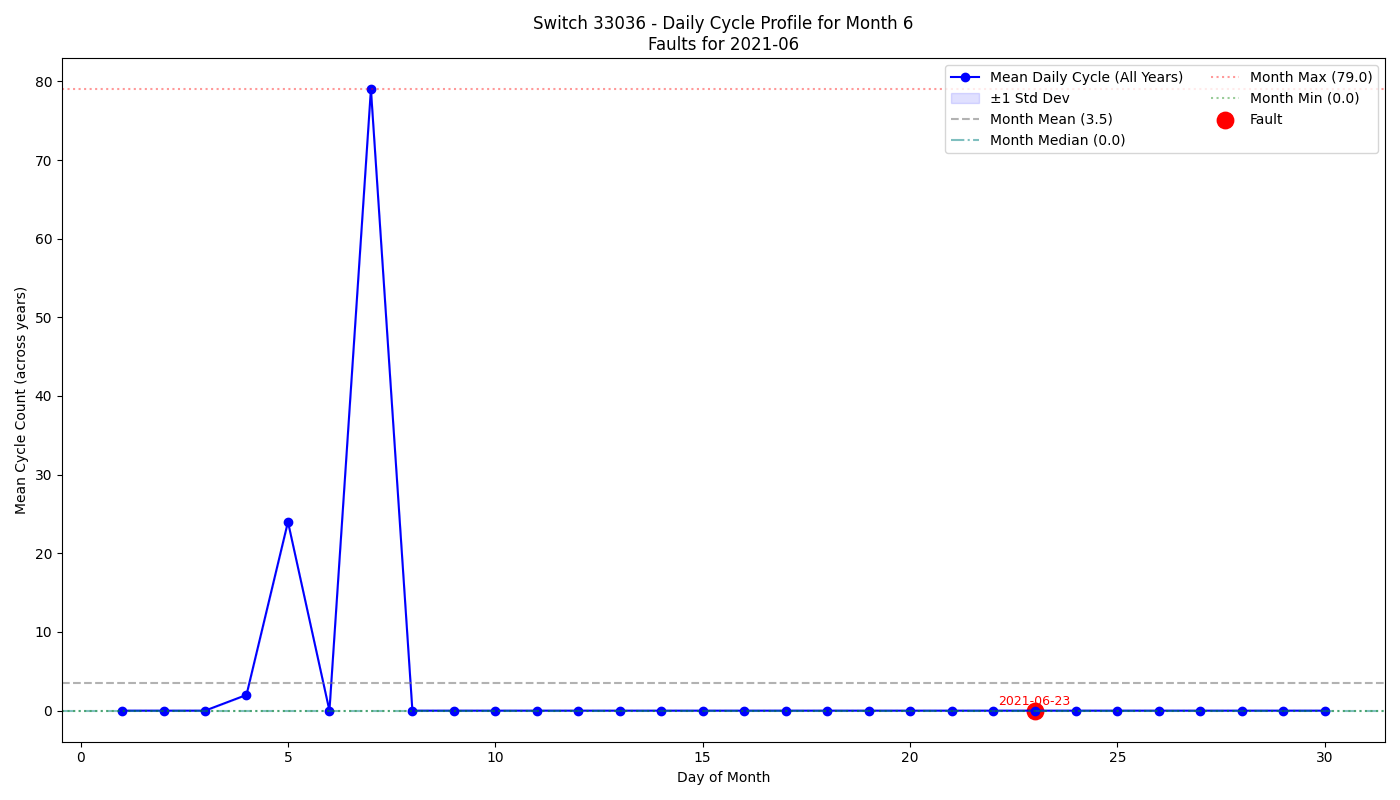 Switch 33036 - Daily Cycle Profile for Month 6
Faults for 2021-06
Mean Cycle Count (across years)
80
70
60
50
40
30
20
10
0
Mean Daily Cycle (All Years)
±1 Std Dev
Month Mean (3.5)
Month Median (0.0)
Month Max (79.0)
Month Min (0.0)
Fault
2021-06-23
0 5 10 15 20 25 30
Day of Month